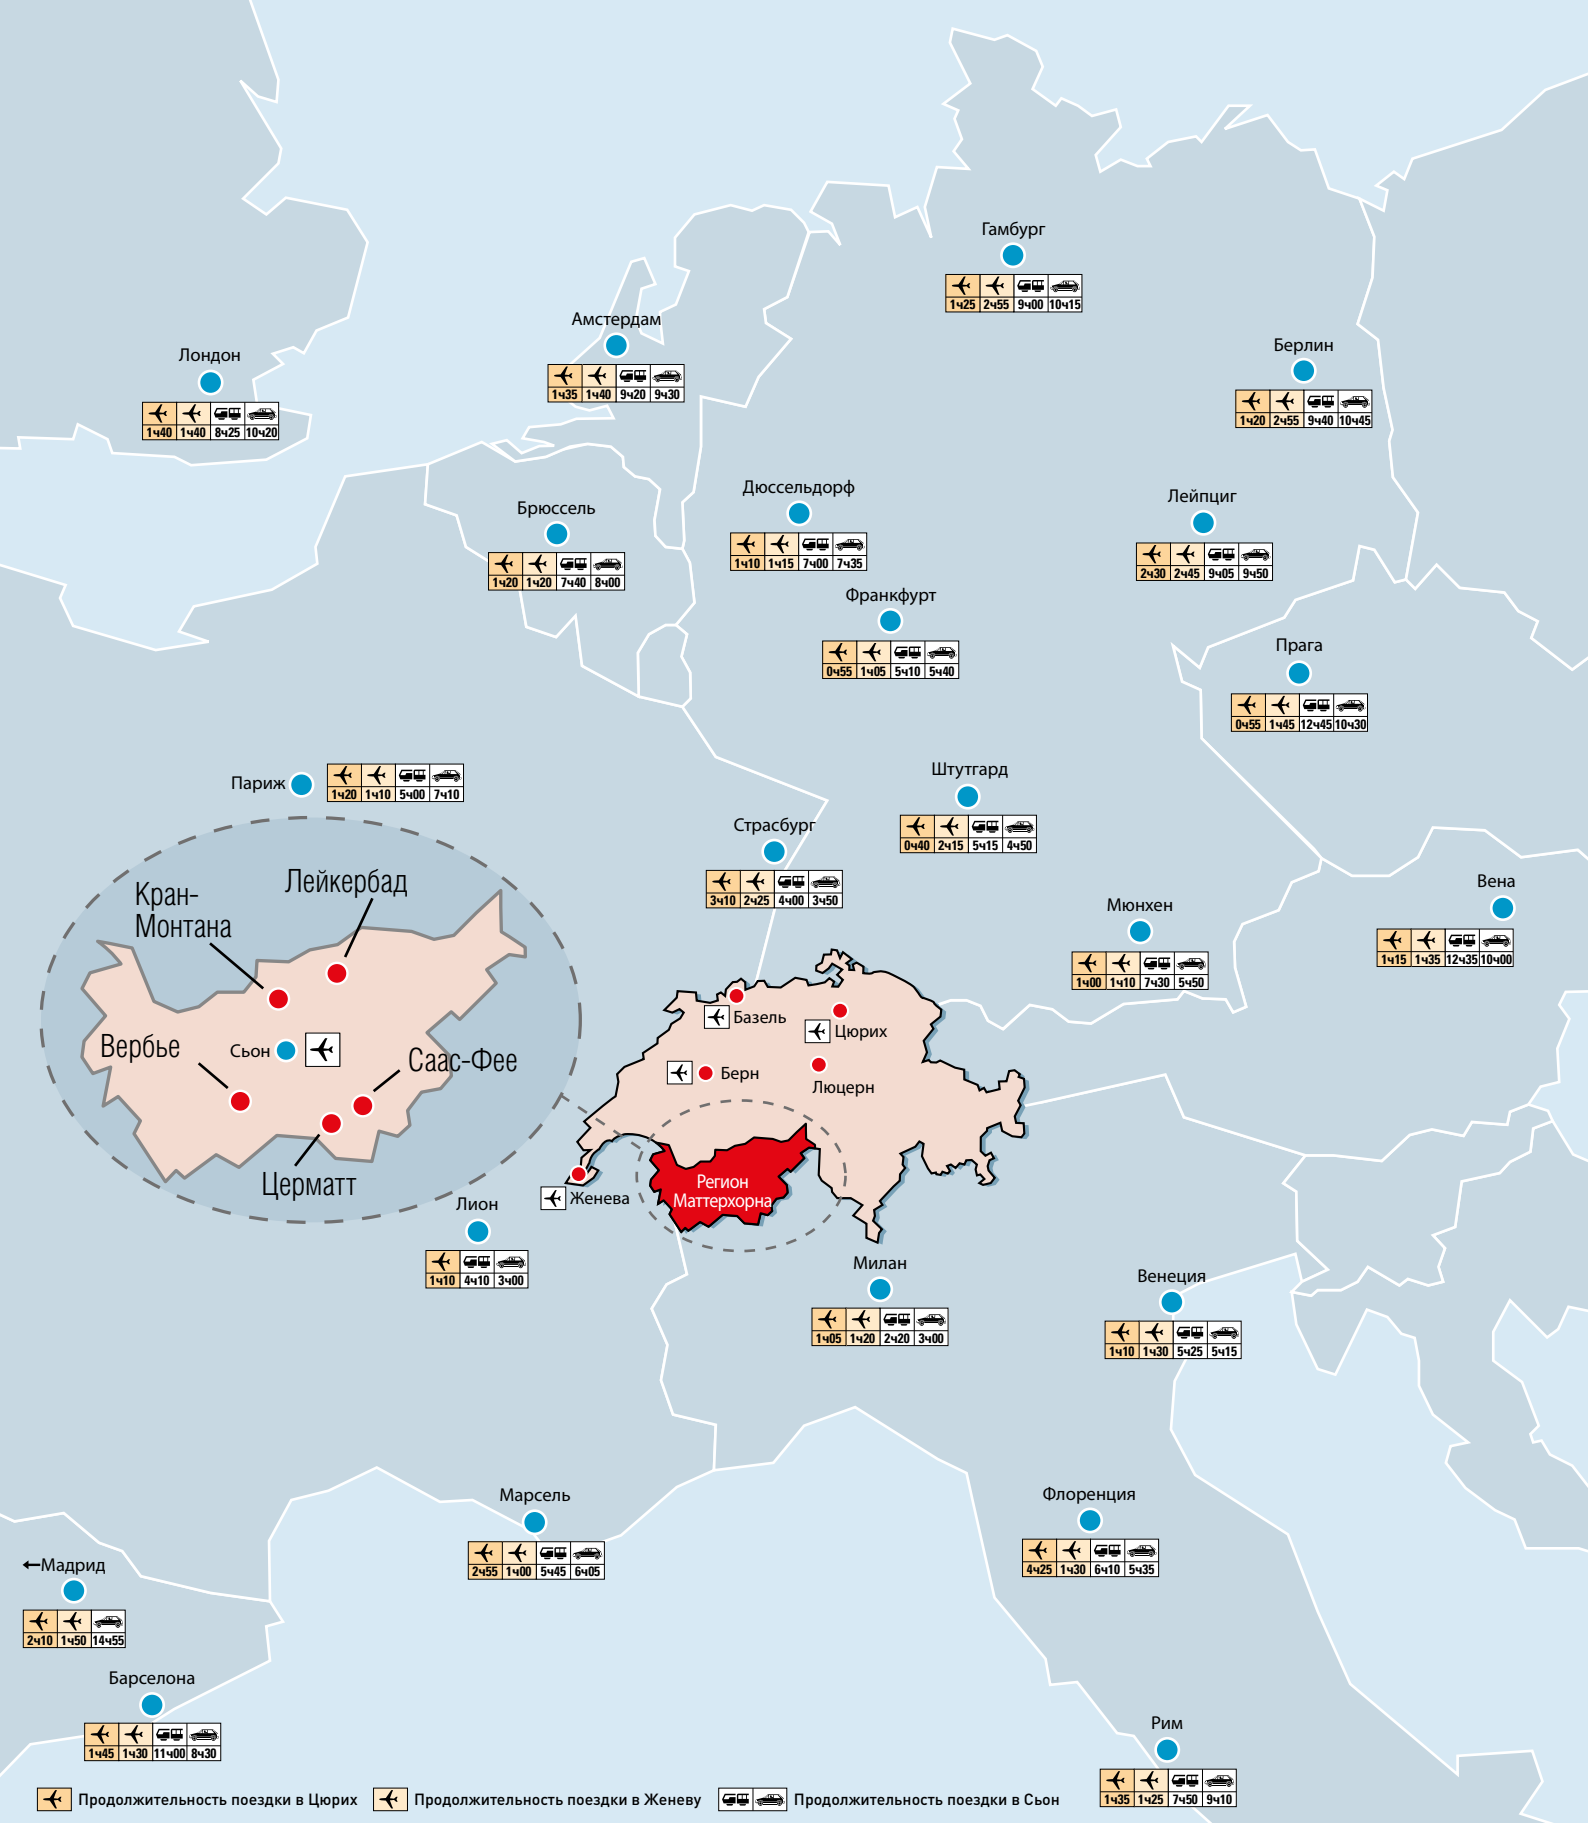 Гамбург
1ч25 2ч55 9ч00 10ч15
Амстердам
1ч35 1ч40 9ч20 9ч30
Лондон
1ч40 1ч40 8ч25 10ч20
Берлин
1ч20 2ч55 9ч40 10ч45
Дюссельдорф
1ч10 1ч15 7ч00 7ч35
Лейпциг
2ч30 2ч45 9ч05 9ч50
Брюссель
1ч20 1ч20 7ч40 8ч00
Франкфурт
0ч55 1ч05 5ч10 5ч40
Прага
0ч55 1ч45 12ч45 10ч30
Париж
1ч20 1ч10 5ч00 7ч10
Штутгард
0ч40 2ч15 5ч15 4ч50
Страсбург
3ч10 2ч25 4ч00 3ч50
Вена
1ч15 1ч35 12ч35 10ч00
Мюнхен
1ч00 1ч10 7ч30 5ч50
Лейкербад
Кран-
Монтана
Вербье
Сьон
Саас-Фее
Церматт
Базель
Цюрих
Берн
Люцерн
Женева
Регион
Маттерхорна
Лион
1ч10 4ч10 3ч00
Милан
1ч05 1ч20 2ч20 3ч00
Венеция
1ч10 1ч30 5ч25 5ч15
Марсель
2ч55 1ч00 5ч45 6ч05
Флоренция
4ч25 1ч30 6ч10 5ч35
←Мадрид
2ч10 1ч50 14ч55
Барселона
1ч45 1ч30 11ч00 8ч30
Рим
1ч35 1ч25 7ч50 9ч10
Продолжительность поездки в Цюрих Продолжительность поездки в Женеву Продолжительность поездки в Сьон